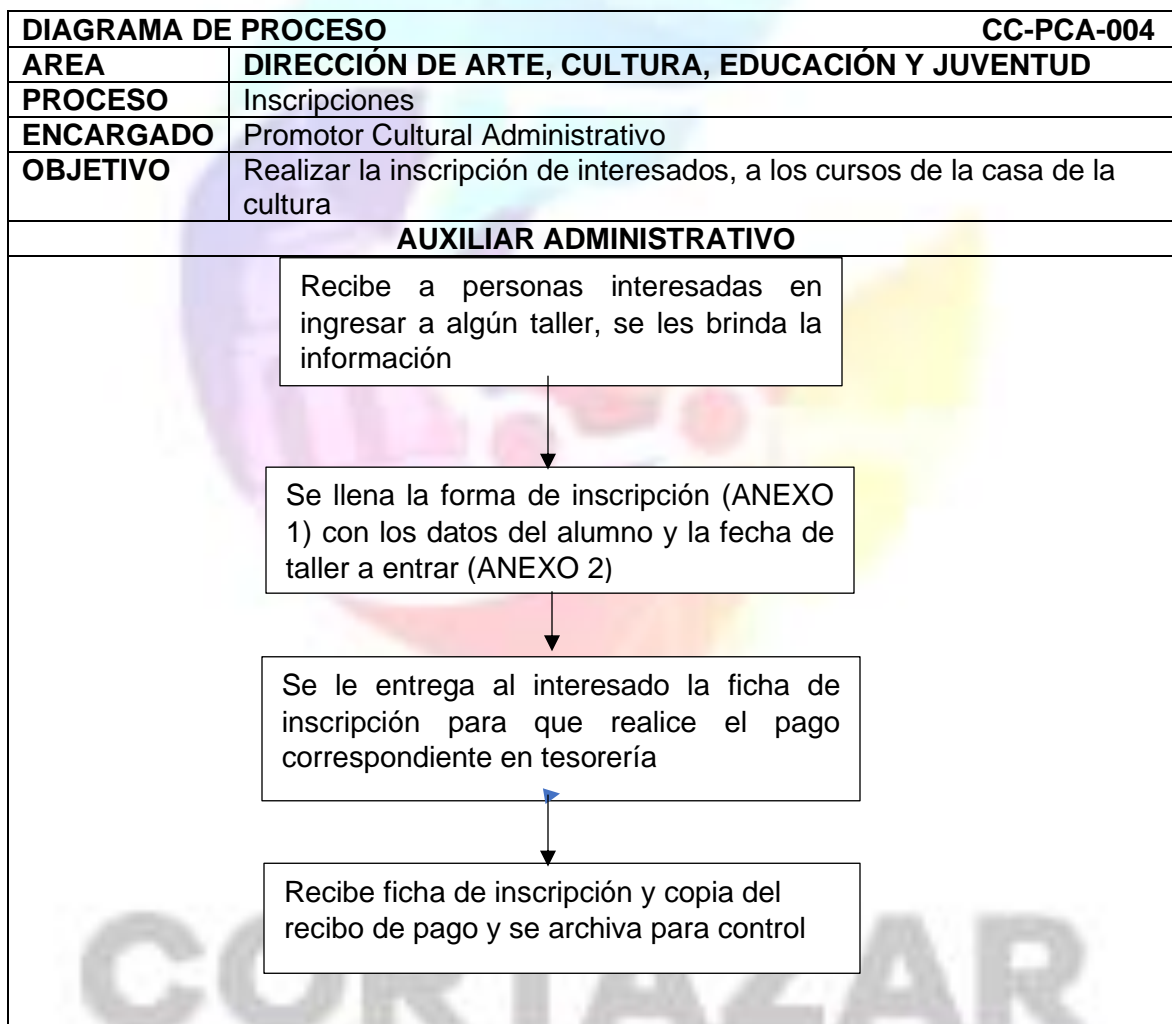 DIAGRAMA DE PROCESO CC-PCA-004
AREA DIRECCIÓN DE ARTE, CULTURA, EDUCACIÓN Y JUVENTUD
PROCESO Inscripciones
ENCARGADO Promotor Cultural Administrativo
OBJETIVO Realizar la inscripción de interesados, a los cursos de la casa de la
cultura
AUXILIAR ADMINISTRATIVO
Recibe a personas interesadas en
ingresar a algún taller, se les brinda la
información
Se llena la forma de inscripción (ANEXO
1) con los datos del alumno y la fecha de
taller a entrar (ANEXO 2)
Se le entrega al interesado la ficha de
inscripción para que realice el pago
correspondiente en tesorería
Recibe ficha de inscripción y copia del
recibo de pago y se archiva para control
CORTAZAR